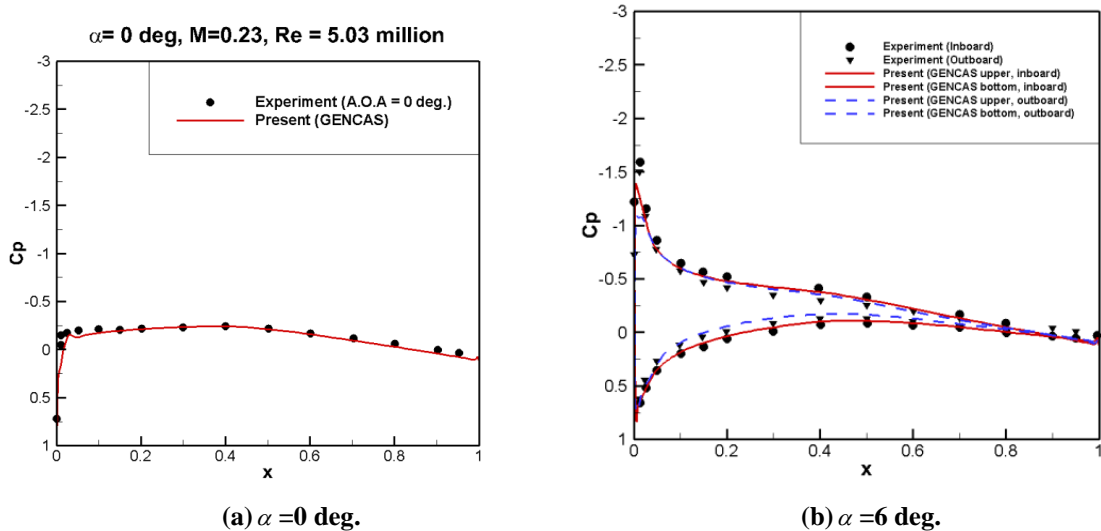 α= 0 deg, M=0.23, Re = 5.03 million
-3
-2.5
-2
-1.5
-1
-0.5
0
0.5
1
Cp
Experiment (A.O.A = 0 deg.)
Present (GENCAS)
0
0.2
0.4
0.6
0.8
1
x
(a) α =0 deg.
-3
-2.5
-2
-1.5
-1
-0.5
0
0.5
1
Cp
Experiment (Inboard)
Experiment (Outboard)
Present (GENCAS upper, inboard)
Present (GENCAS bottom, inboard)
Present (GENCAS upper, outboard)
Present (GENCAS bottom, outboard)
0
0.2
0.4
0.6
0.8
1
x
(b) α =6 deg.